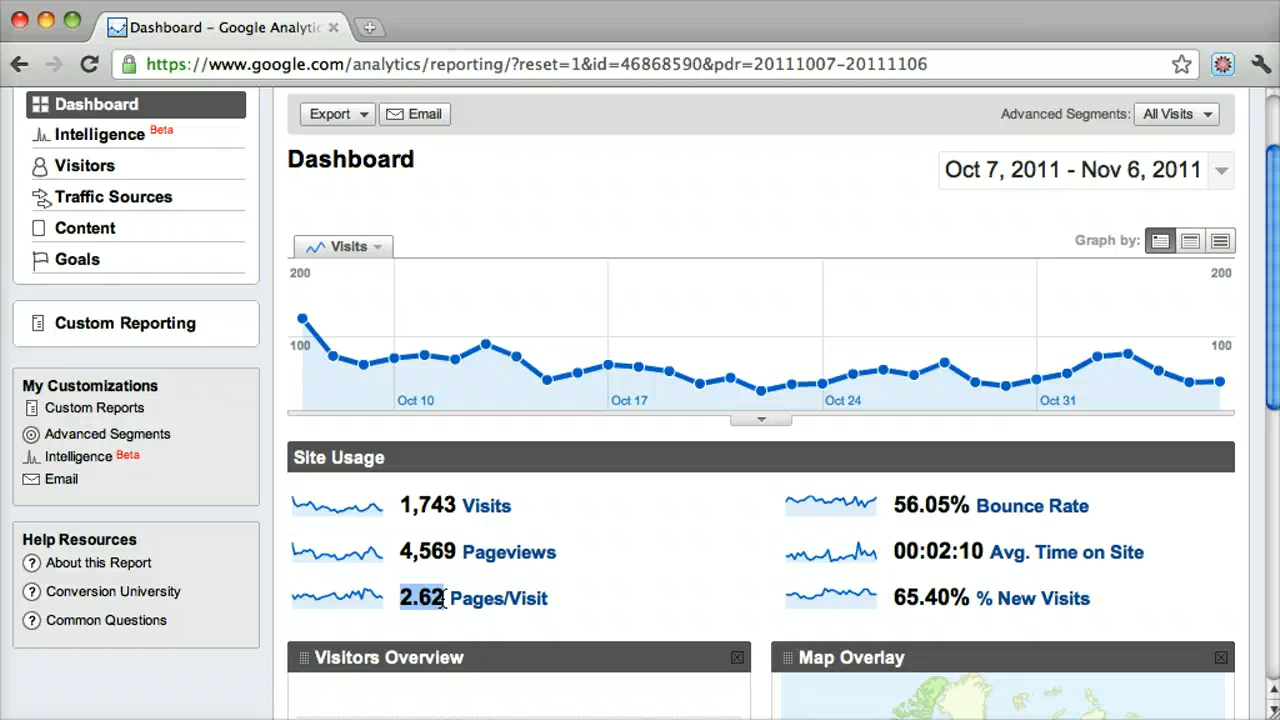 Dashboard - Google Analytic
https://www.google.com/analytics/reporting/?reset=1&id=46868590&pdr=20111007-20111106
Dashboard
Intelligence Beta
Visitors
Traffic Sources
Content
Goals
Custom Reporting
My Customizations
Custom Reports
Advanced Segments
Intelligence Beta
Email
Help Resources
? About this Report
? Conversion University
? Common Questions
Export Email
Advanced Segments: All Visits
Dashboard
Oct 7, 2011 - Nov 6, 2011
Visits
Graph by:
200 200
100 100
Oct 10 Oct 17 Oct 24 Oct 31
Site Usage
1,743 Visits
4,569 Pageviews
2.62 Pages/Visit
56.05% Bounce Rate
00:02:10 Avg. Time on Site
65.40% % New Visits
Visitors Overview
Map Overlay